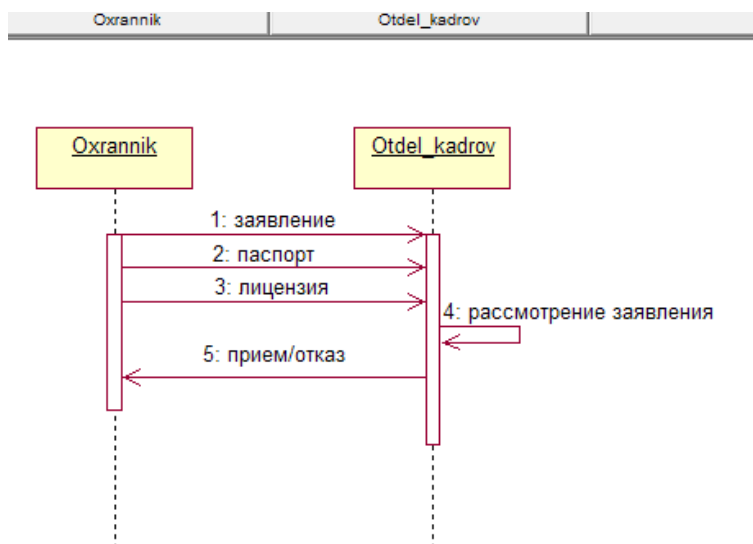 Oxrannik
Otdel_kadrov
Oxrannik
Otdel_kadrov
1: заявление
2: паспорт
3: лицензия
4: рассмотрение заявления
5: прием/отказ